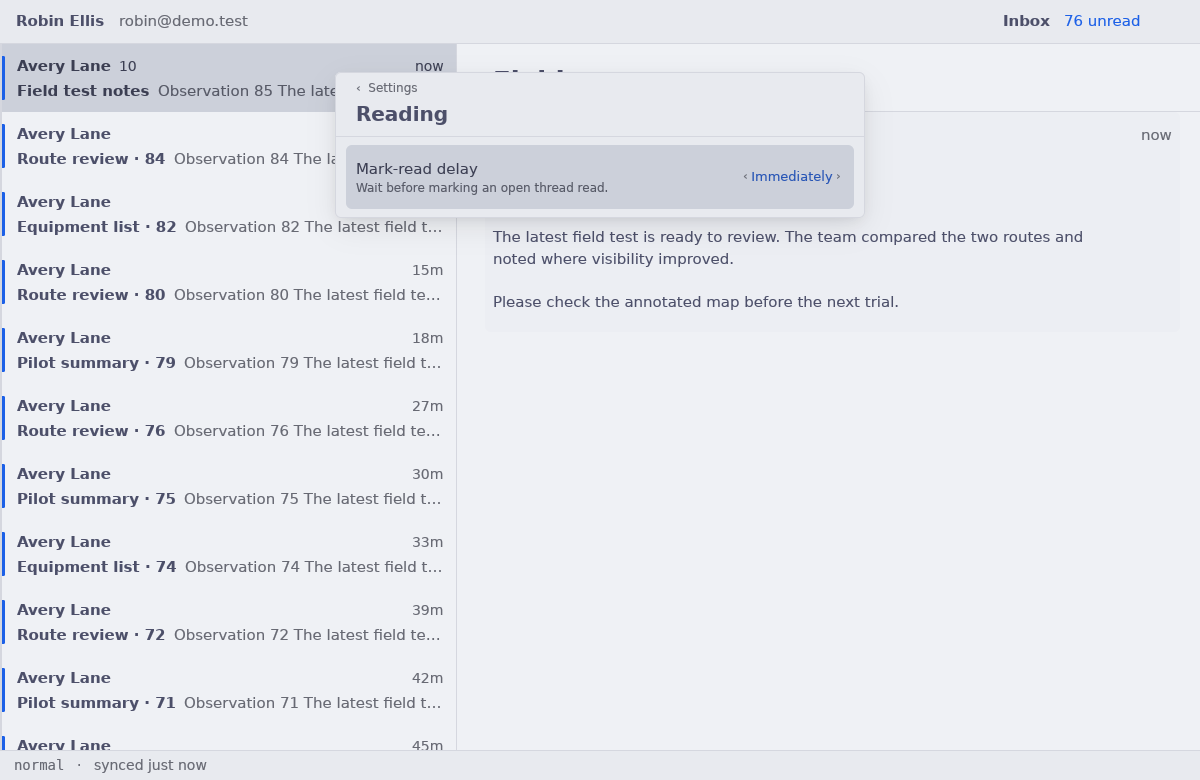 Robin Ellis robin@demo.test
Inbox 76 unread
Avery Lane 10 now
Field test notes Observation 85 The late
Avery Lane
Route review · 84 Observation 84 The la
Avery Lane
Equipment list · 82 Observation 82 The latest field t…
Avery Lane 15m
Route review · 80 Observation 80 The latest field te…
Avery Lane 18m
Pilot summary · 79 Observation 79 The latest field t…
Avery Lane 27m
Route review · 76 Observation 76 The latest field te…
Avery Lane 30m
Pilot summary · 75 Observation 75 The latest field t…
Avery Lane 33m
Equipment list · 74 Observation 74 The latest field t…
Avery Lane 39m
Route review · 72 Observation 72 The latest field te…
Avery Lane 42m
Pilot summary · 71 Observation 71 The latest field t…
Avery Lane 45m
‹ Settings
Reading
Mark-read delay
Wait before marking an open thread read.
‹ Immediately ›
now
The latest field test is ready to review. The team compared the two routes and
noted where visibility improved.
Please check the annotated map before the next trial.
normal · synced just now